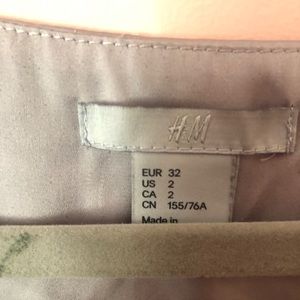 H&M
EUR 32
US 2
CA 2
CN 155/76A
Made in